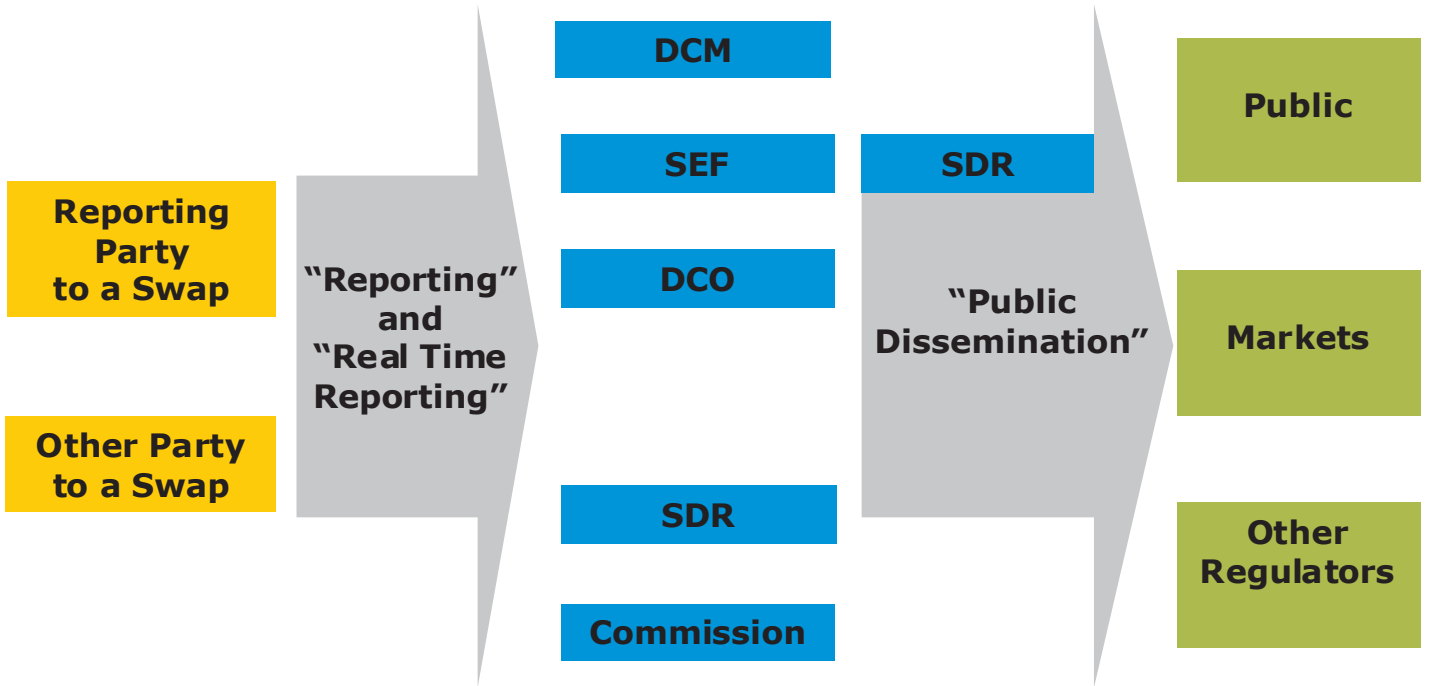 Reporting
Party
to a Swap
Other Party
to a Swap
“Reporting”
and
“Real Time
Reporting”
DCM
SEF
DCO
SDR
Commission
SDR
“Public
Dissemination”
Public
Markets
Other
Regulators